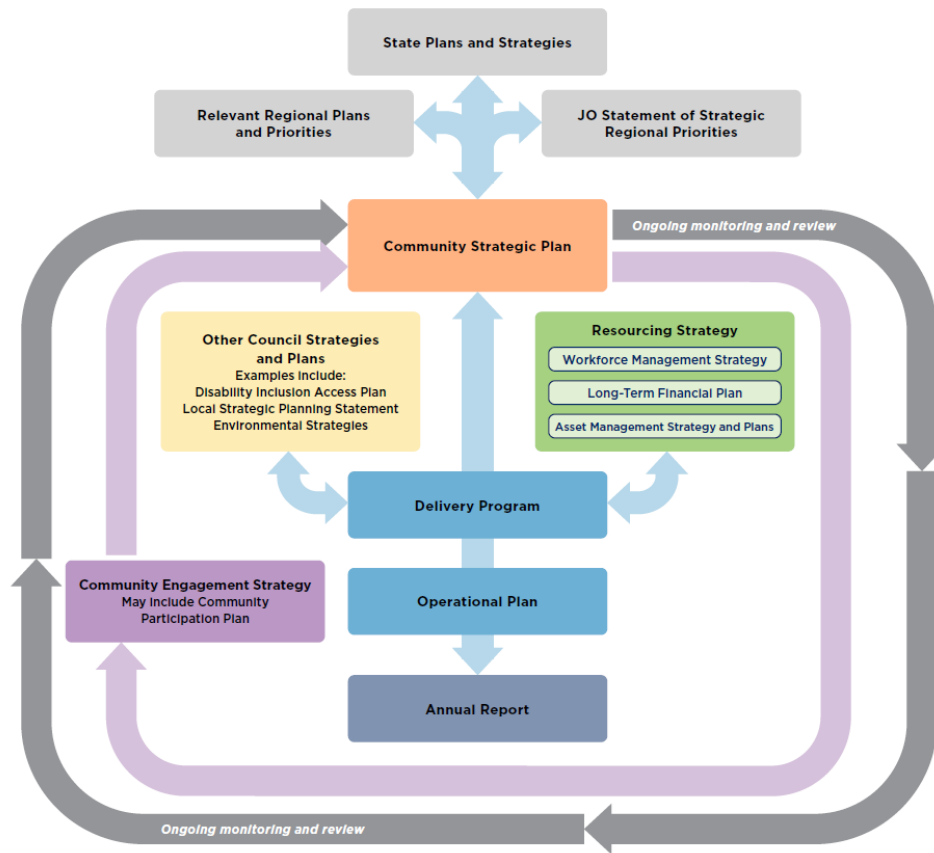 State Plans and Strategies
Relevant Regional Plans
and Priorities
JO Statement of Strategic
Regional Priorities
Community Strategic Plan
Ongoing monitoring and review
Other Council Strategies
and Plans
Examples Include:
Disability Inclusion Access Plan
Local Strategic Planning Statement
Environmental Strategies
Resourcing Strategy
Workforce Management Strategy
Long-Term Financial Plan
Asset Management Strategy and Plans
Delivery Program
Community Engagement Strategy
May Include Community
Participation Plan
Operational Plan
Annual Report
Ongoing monitoring and review